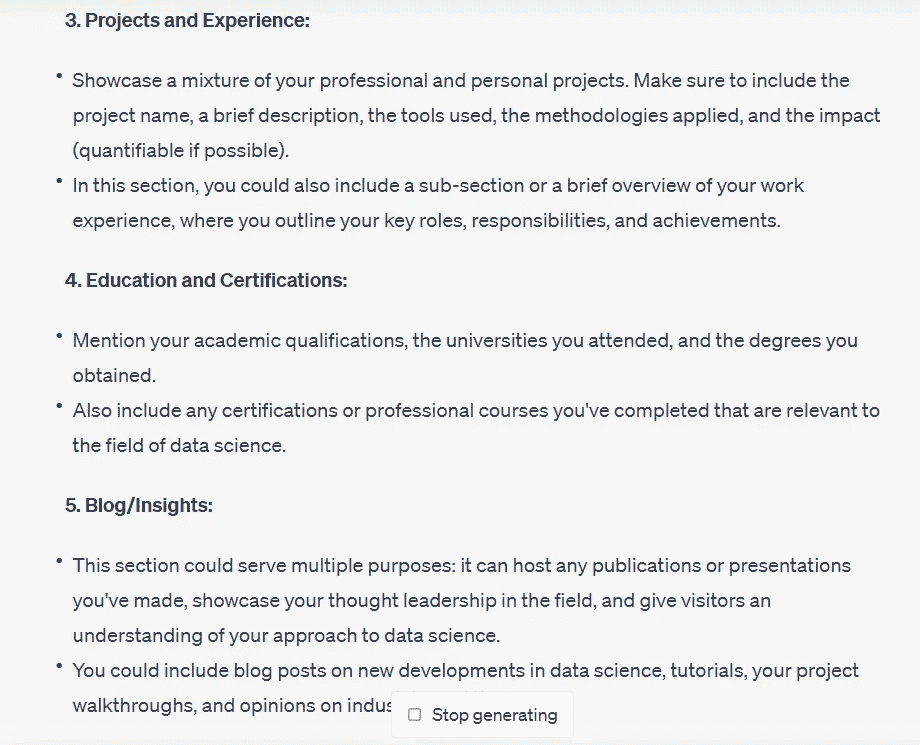 3. Projects and Experience:
• Showcase a mixture of your professional and personal projects. Make sure to include the
project name, a brief description, the tools used, the methodologies applied, and the impact
(quantifiable if possible).
• In this section, you could also include a sub-section or a brief overview of your work
experience, where you outline your key roles, responsibilities, and achievements.
4. Education and Certifications:
• Mention your academic qualifications, the universities you attended, and the degrees you
obtained.
• Also include any certifications or professional courses you've completed that are relevant to
the field of data science.
5. Blog/Insights:
• This section could serve multiple purposes: it can host any publications or presentations
you've made, showcase your thought leadership in the field, and give visitors an
understanding of your approach to data science.
• You could include blog posts on new developments in data science, tutorials, your project
walkthroughs, and opinions on
Stop generating